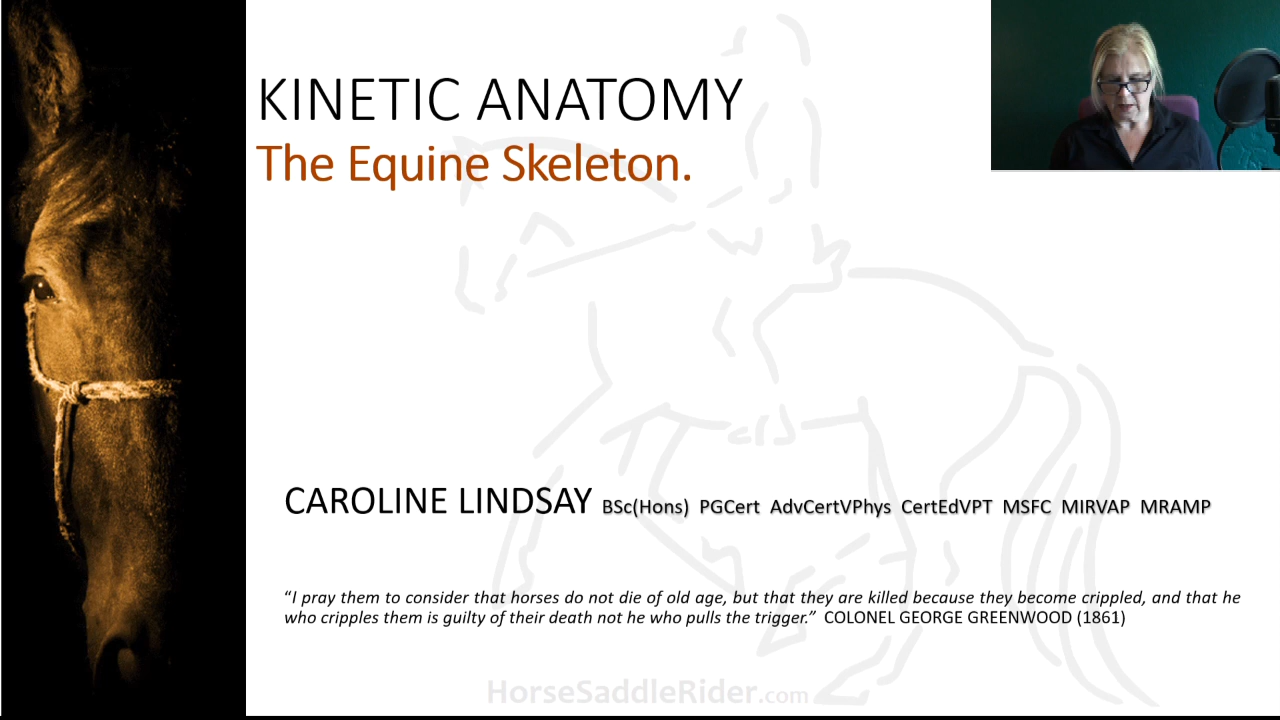 KINETIC ANATOMY
The Equine Skeleton.
CAROLINE LINDSAY BSc(Hons) PGCert AdvCertVPhys CertEdVPT MSFC MIRVAP MRAMP
“I pray them to consider that horses do not die of old age, but that they are killed because they become crippled, and that he
who cripples them is guilty of their death not he who pulls the trigger.” COLONEL GEORGE GREENWOOD (1861)
HorseSaddleRider.com